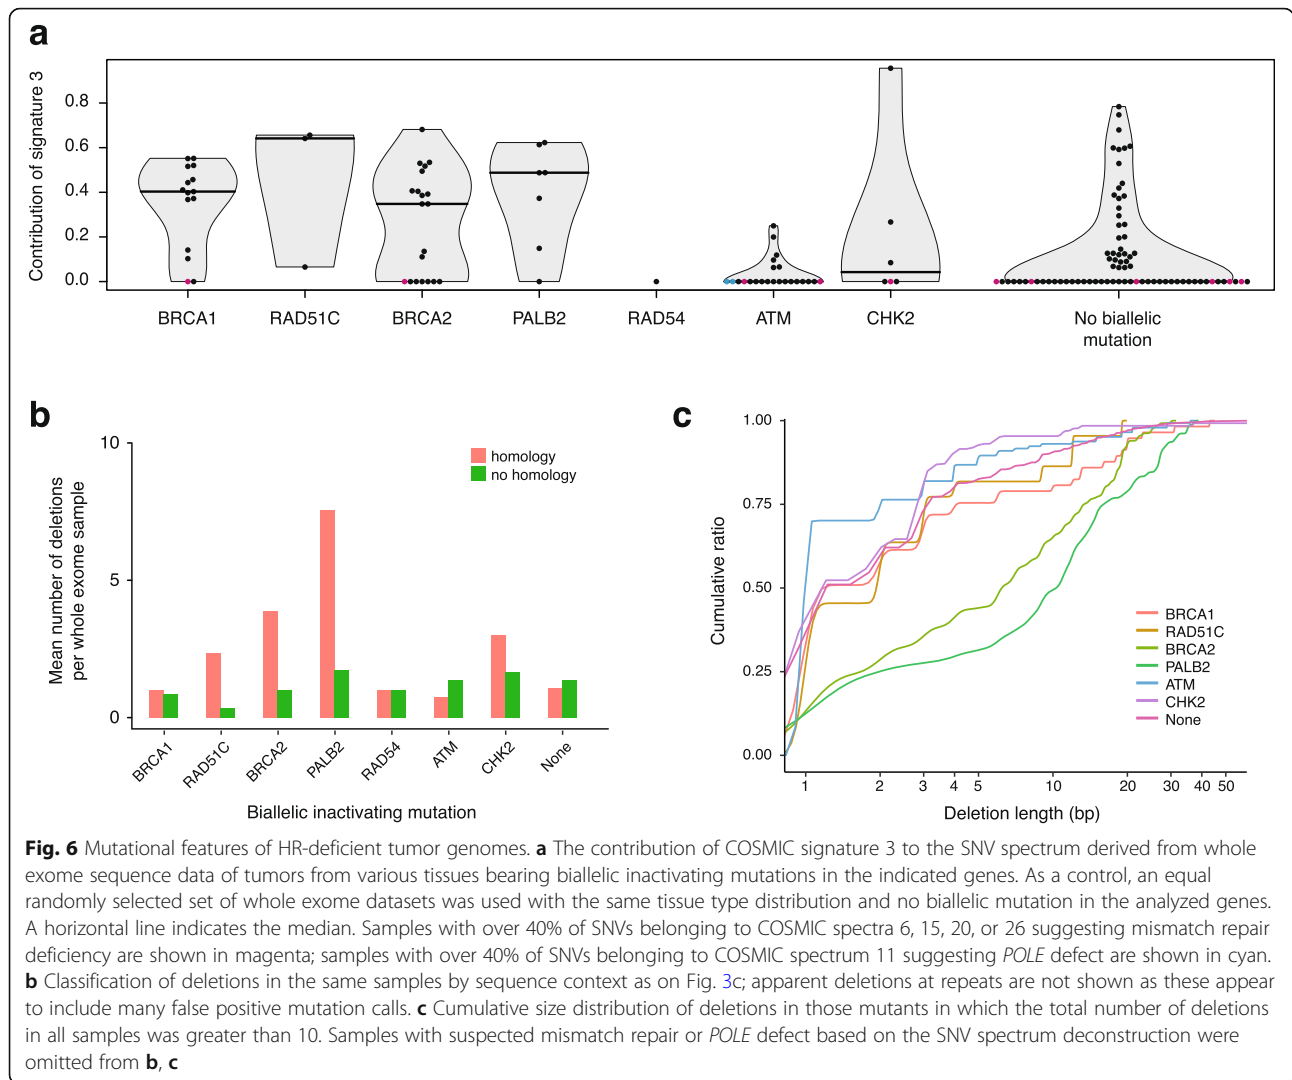 a
Contribution of signature 3
0.8
0.6
0.4
0.2
0.0
BRCA1
RAD51C
BRCA2
PALB2
RAD54
ATM
CHK2
No biallelic
mutation
b
Mean number of deletions
per whole exome sample
10
5
0
homology
no homology
BRCA1
RAD51C
BRCA2
PALB2
RAD54
ATM
CHK2
None
Biallelic inactivating mutation
c
Cumulative ratio
1.00
0.75
0.50
0.25
0.00
BRCA1
RAD51C
BRCA2
PALB2
ATM
CHK2
None
1 2 3 4 5 10 20 30 40 50
Deletion length (bp)
Fig. 6 Mutational features of HR-deficient tumor genomes. a The contribution of COSMIC signature 3 to the SNV spectrum derived from whole
exome sequence data of tumors from various tissues bearing biallelic inactivating mutations in the indicated genes. As a control, an equal
randomly selected set of whole exome datasets was used with the same tissue type distribution and no biallelic mutation in the analyzed genes.
A horizontal line indicates the median. Samples with over 40% of SNVs belonging to COSMIC spectra 6, 15, 20, or 26 suggesting mismatch repair
deficiency are shown in magenta; samples with over 40% of SNVs belonging to COSMIC spectrum 11 suggesting POLE defect are shown in cyan.
b Classification of deletions in the same samples by sequence context as on Fig. 3c; apparent deletions at repeats are not shown as these appear
to include many false positive mutation calls. c Cumulative size distribution of deletions in those mutants in which the total number of deletions
in all samples was greater than 10. Samples with suspected mismatch repair or POLE defect based on the SNV spectrum deconstruction were
omitted from b, c